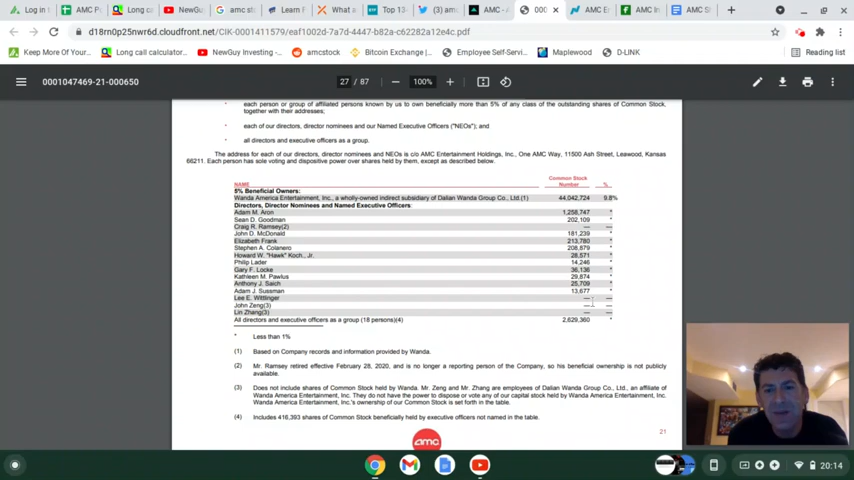 Log in t
AMC Pe
Long co
NewGu
amc sto
Learn F
What a
Top 13-
(3) amc
AMC -
000
AMC En
AMC In
AMC S
d18rn0p25nwr6d.cloudfront.net/CIK-0001411579/eaf1002d-7a7d-4447-b82a-c62282a12e4c.pdf
Keep More Of Your...
Long call calculator...
NewGuy Investing -...
amcstock
Bitcoin Exchange |...
Employee Self-Servi...
Maplewood
D-LINK
Reading list
0001047469-21-000650
27 / 87
100%
each person or group of affiliated persons known by us to own beneficially more than 5% of any class of the outstanding shares of Common Stock,
together with their addresses;
each of our directors, director nominees and our Named Executive Officers ("NEOs"); and
all directors and executive officers as a group.
The address for each of our directors, director nominees and NEOs is c/o AMC Entertainment Holdings, Inc., One AMC Way, 11500 Ash Street, Leawood, Kansas
66211. Each person has sole voting and dispositive power over shares held by them, except as described below.
Common Stock
NAME Number %
5% Beneficial Owners:
Wanda America Entertainment, Inc., a wholly-owned indirect subsidiary of Dalian Wanda Group Co., Ltd.(1) 44,042,724 9.8%
Directors, Director Nominees and Named Executive Officers:
Adam M. Aron 1,258,747 *
Sean D. Goodman 202,109 *
Craig R. Ramsey(2) — —
John D. McDonald 181,239 *
Elizabeth Frank 213,780 *
Stephen A. Colanero 208,879 *
Howard W. "Hawk" Koch, Jr. 28,571 *
Philip Lader 14,246 *
Gary F. Locke 36,136 *
Kathleen M. Pawlus 29,874 *
Anthony J. Saich 25,709 *
Adam J. Sussman 13,677 *
Lee E. Wittlinger — —
John Zeng(3) — —
Lin Zhang(3) — —
All directors and executive officers as a group (18 persons)(4) 2,629,360 *
* Less than 1%
(1) Based on Company records and information provided by Wanda.
(2) Mr. Ramsey retired effective February 28, 2020, and is no longer a reporting person of the Company, so his beneficial ownership is not publicly
available.
(3) Does not include shares of Common Stock held by Wanda. Mr. Zeng and Mr. Zhang are employees of Dalian Wanda Group Co., Ltd., an affiliate of
Wanda America Entertainment, Inc. They do not have the power to dispose or vote any of our capital stock held by Wanda America Entertainment, Inc.
Wanda America Entertainment, Inc.'s ownership of our Common Stock is set forth in the table.
(4) Includes 416,393 shares of Common Stock beneficially held by executive officers not named in the table.
21
amc
20:14